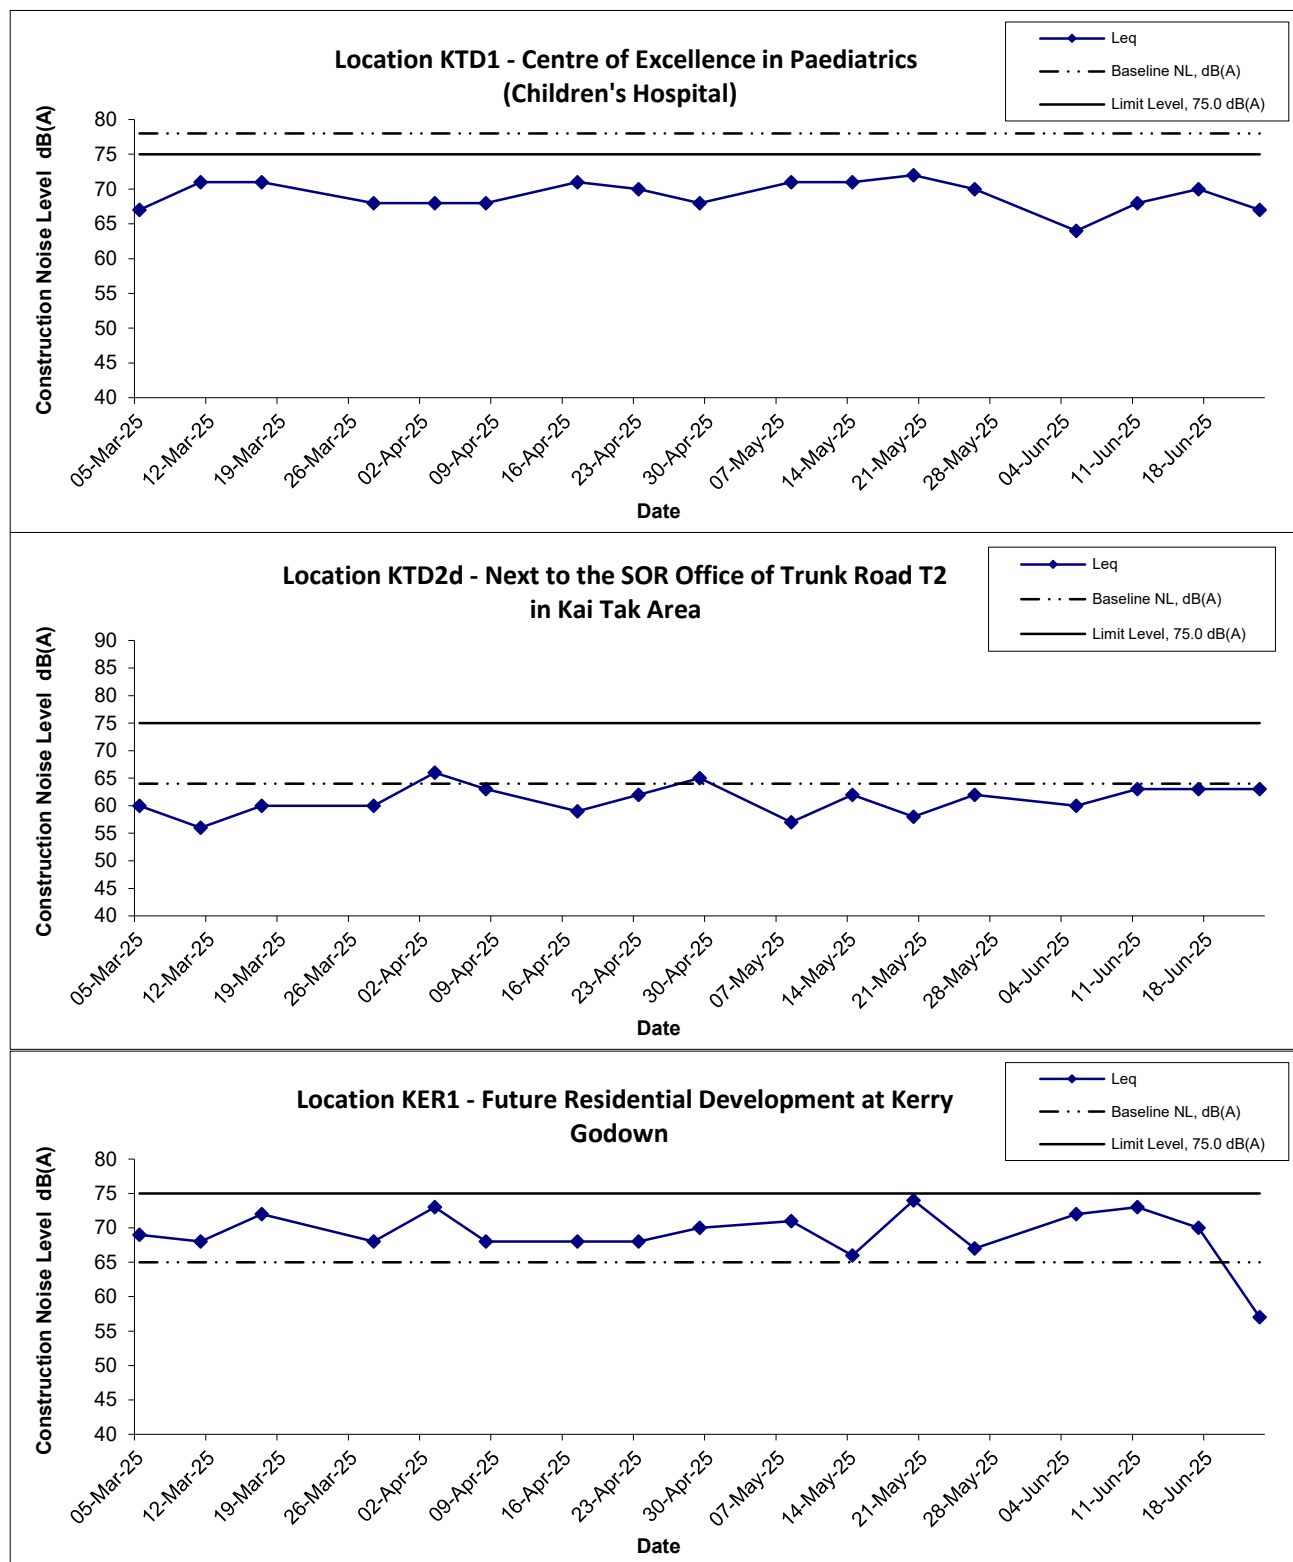 Location KTD1 - Centre of Excellence in Paediatrics
(Children's Hospital)
Leq
Baseline NL, dB(A)
Limit Level, 75.0 dB(A)
Construction Noise Level dB(A)
80
75
70
65
60
55
50
45
40
05-Mar-25
12-Mar-25
19-Mar-25
26-Mar-25
02-Apr-25
09-Apr-25
16-Apr-25
23-Apr-25
30-Apr-25
07-May-25
14-May-25
21-May-25
28-May-25
04-Jun-25
11-Jun-25
18-Jun-25
Date
Location KTD2d - Next to the SOR Office of Trunk Road T2
in Kai Tak Area
Leq
Baseline NL, dB(A)
Limit Level, 75.0 dB(A)
Construction Noise Level dB(A)
90
85
80
75
70
65
60
55
50
45
40
05-Mar-25
12-Mar-25
19-Mar-25
26-Mar-25
02-Apr-25
09-Apr-25
16-Apr-25
23-Apr-25
30-Apr-25
07-May-25
14-May-25
21-May-25
28-May-25
04-Jun-25
11-Jun-25
18-Jun-25
Date
Location KER1 - Future Residential Development at Kerry
Godown
Leq
Baseline NL, dB(A)
Limit Level, 75.0 dB(A)
Construction Noise Level dB(A)
80
75
70
65
60
55
50
45
40
05-Mar-25
12-Mar-25
19-Mar-25
26-Mar-25
02-Apr-25
09-Apr-25
16-Apr-25
23-Apr-25
30-Apr-25
07-May-25
14-May-25
21-May-25
28-May-25
04-Jun-25
11-Jun-25
18-Jun-25
Date